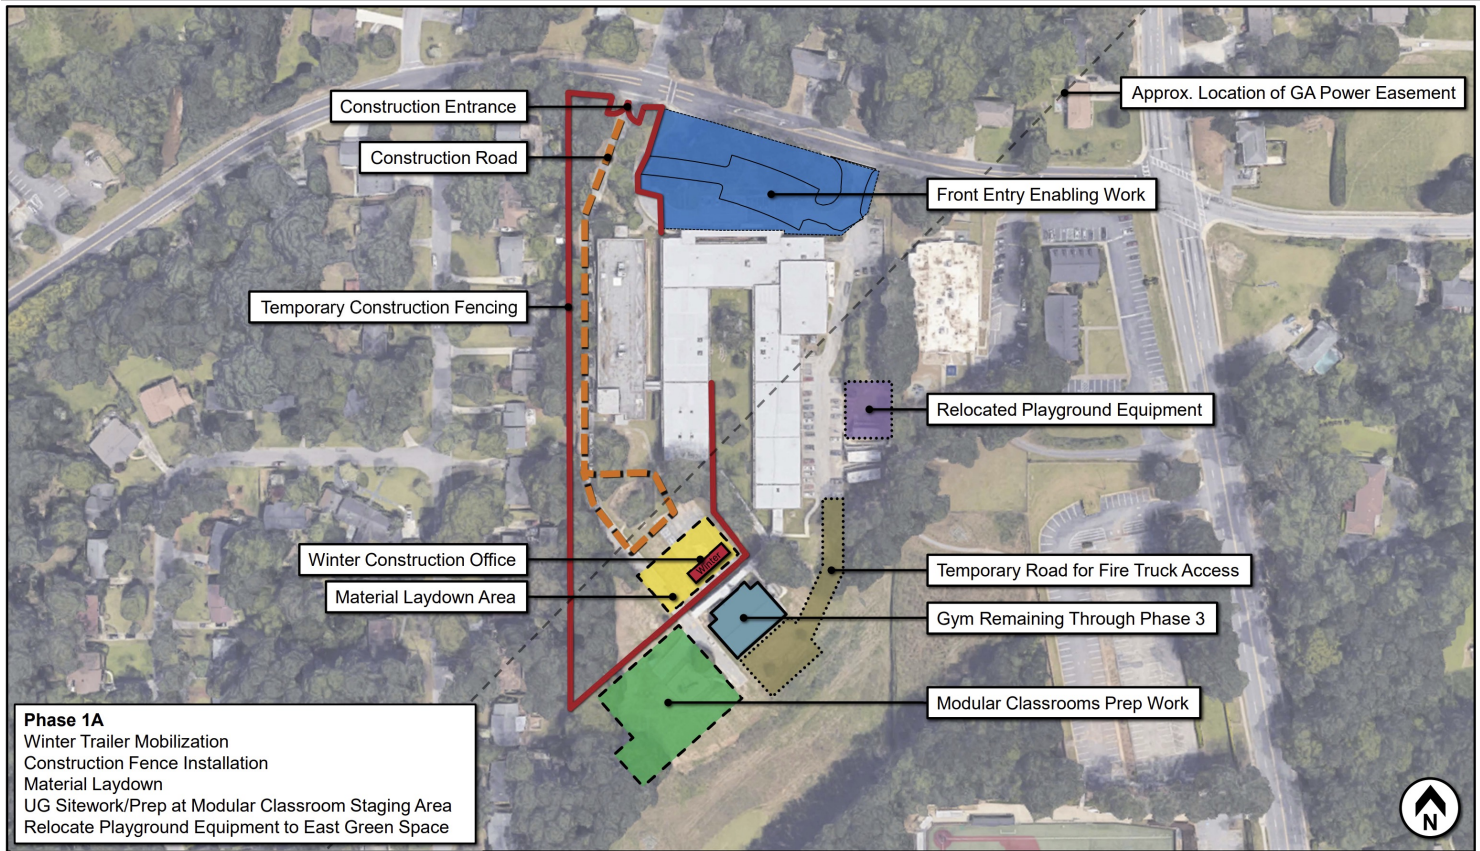 Construction Entrance
Approx. Location of GA Power Easement
Construction Road
Front Entry Enabling Work
Temporary Construction Fencing
Relocated Playground Equipment
Winter Construction Office
Winter
Temporary Road for Fire Truck Access
Material Laydown Area
Gym Remaining Through Phase 3
Modular Classrooms Prep Work
Phase 1A
Winter Trailer Mobilization
Construction Fence Installation
Material Laydown
UG Sitework/Prep at Modular Classroom Staging Area
Relocate Playground Equipment to East Green Space
N